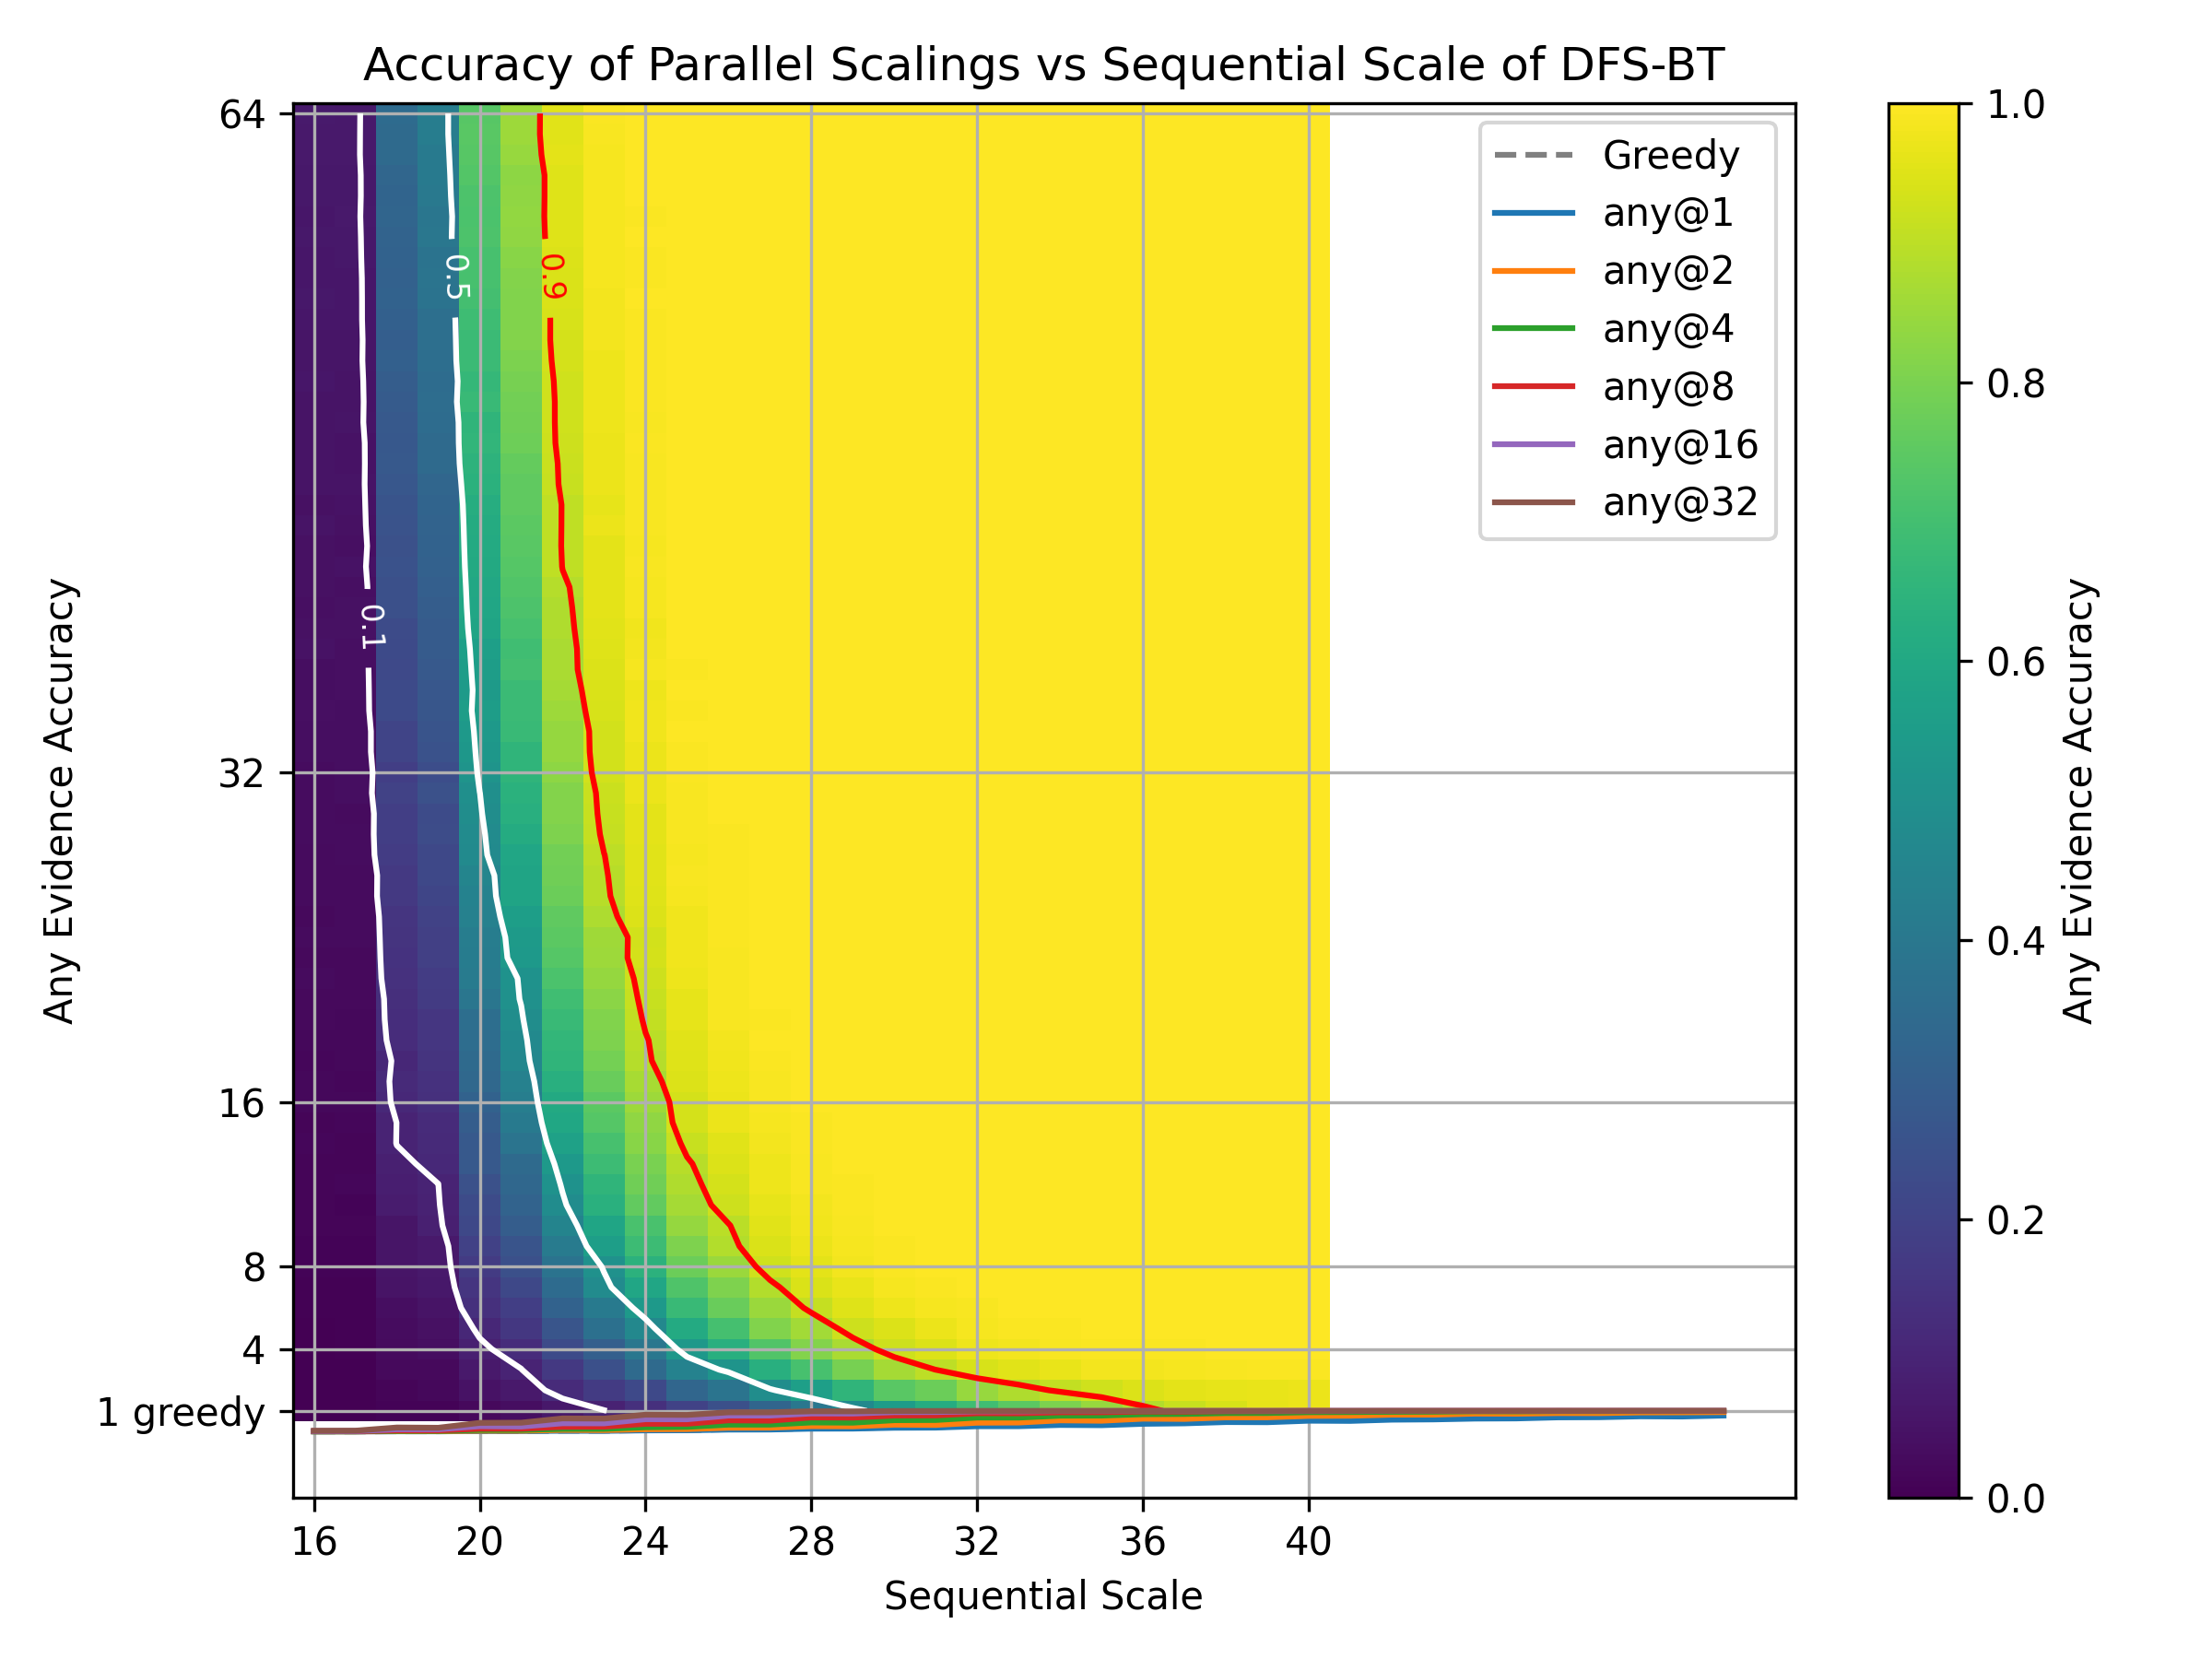 Accuracy of Parallel Scalings vs Sequential Scale of DFS-BT
Any Evidence Accuracy
64
32
16
8
4
1 greedy
0.1
0.5
0.9
Greedy
any@1
any@2
any@4
any@8
any@16
any@32
16
20
24
28
32
36
40
Sequential Scale
1.0
0.8
0.6
0.4
0.2
0.0
Any Evidence Accuracy